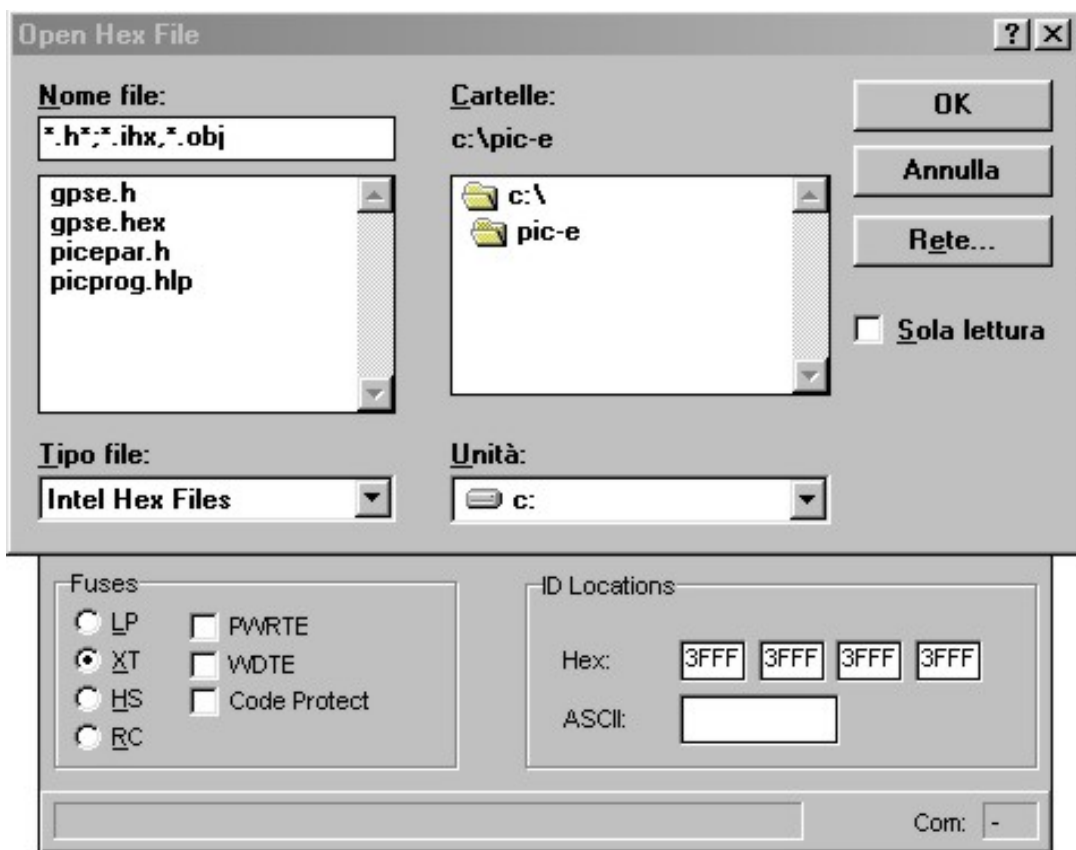 Open Hex File
Nome file:
*.h*;*.ihx,*.obj
gpse.h
gpse.hex
picepar.h
picprog.hlp
Tipo file:
Intel Hex Files
Cartelle:
c:\pic-e
c:\
pic-e
Unità:
c:
OK
Annulla
Rete...
Sola lettura
Fuses
LP
XT
HS
RC
PWRTE
WDTE
Code Protect
ID Locations
Hex: 3FFF 3FFF 3FFF 3FFF
ASCII:
Com: -